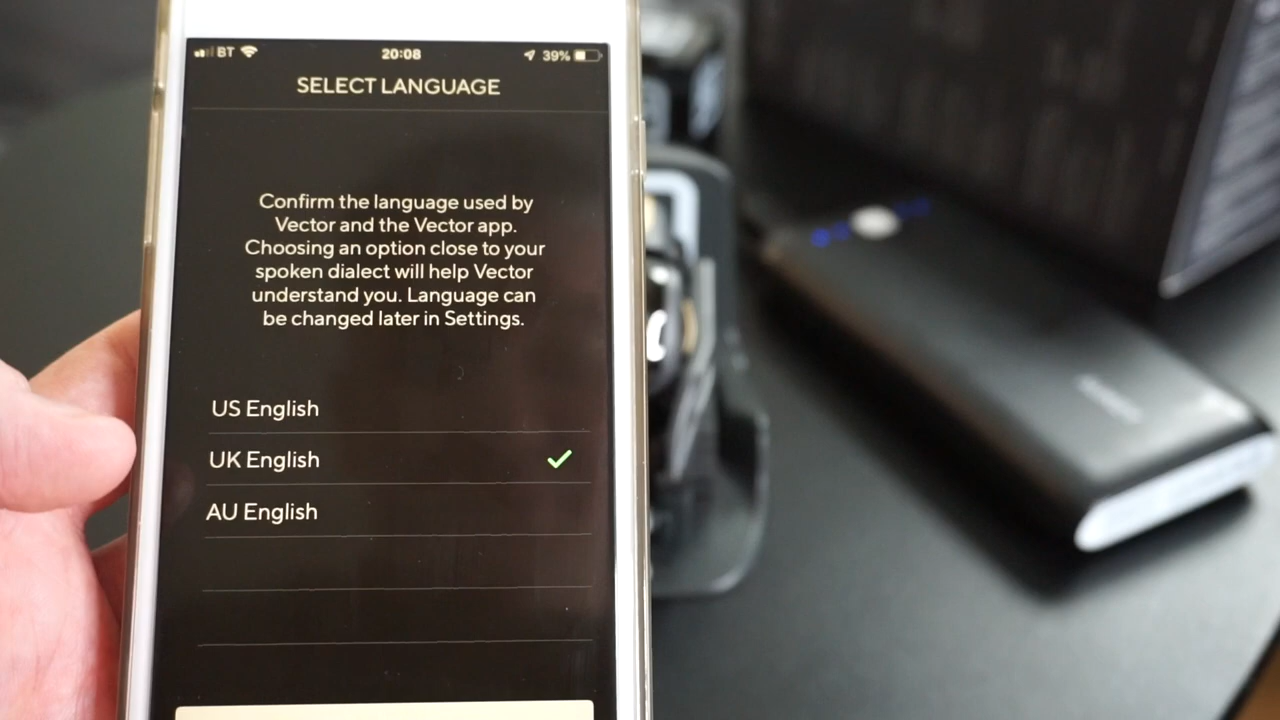 BT 20:08 39%
SELECT LANGUAGE
Confirm the language used by
Vector and the Vector app.
Choosing an option close to your
spoken dialect will help Vector
understand you. Language can
be changed later in Settings.
US English
UK English
AU English